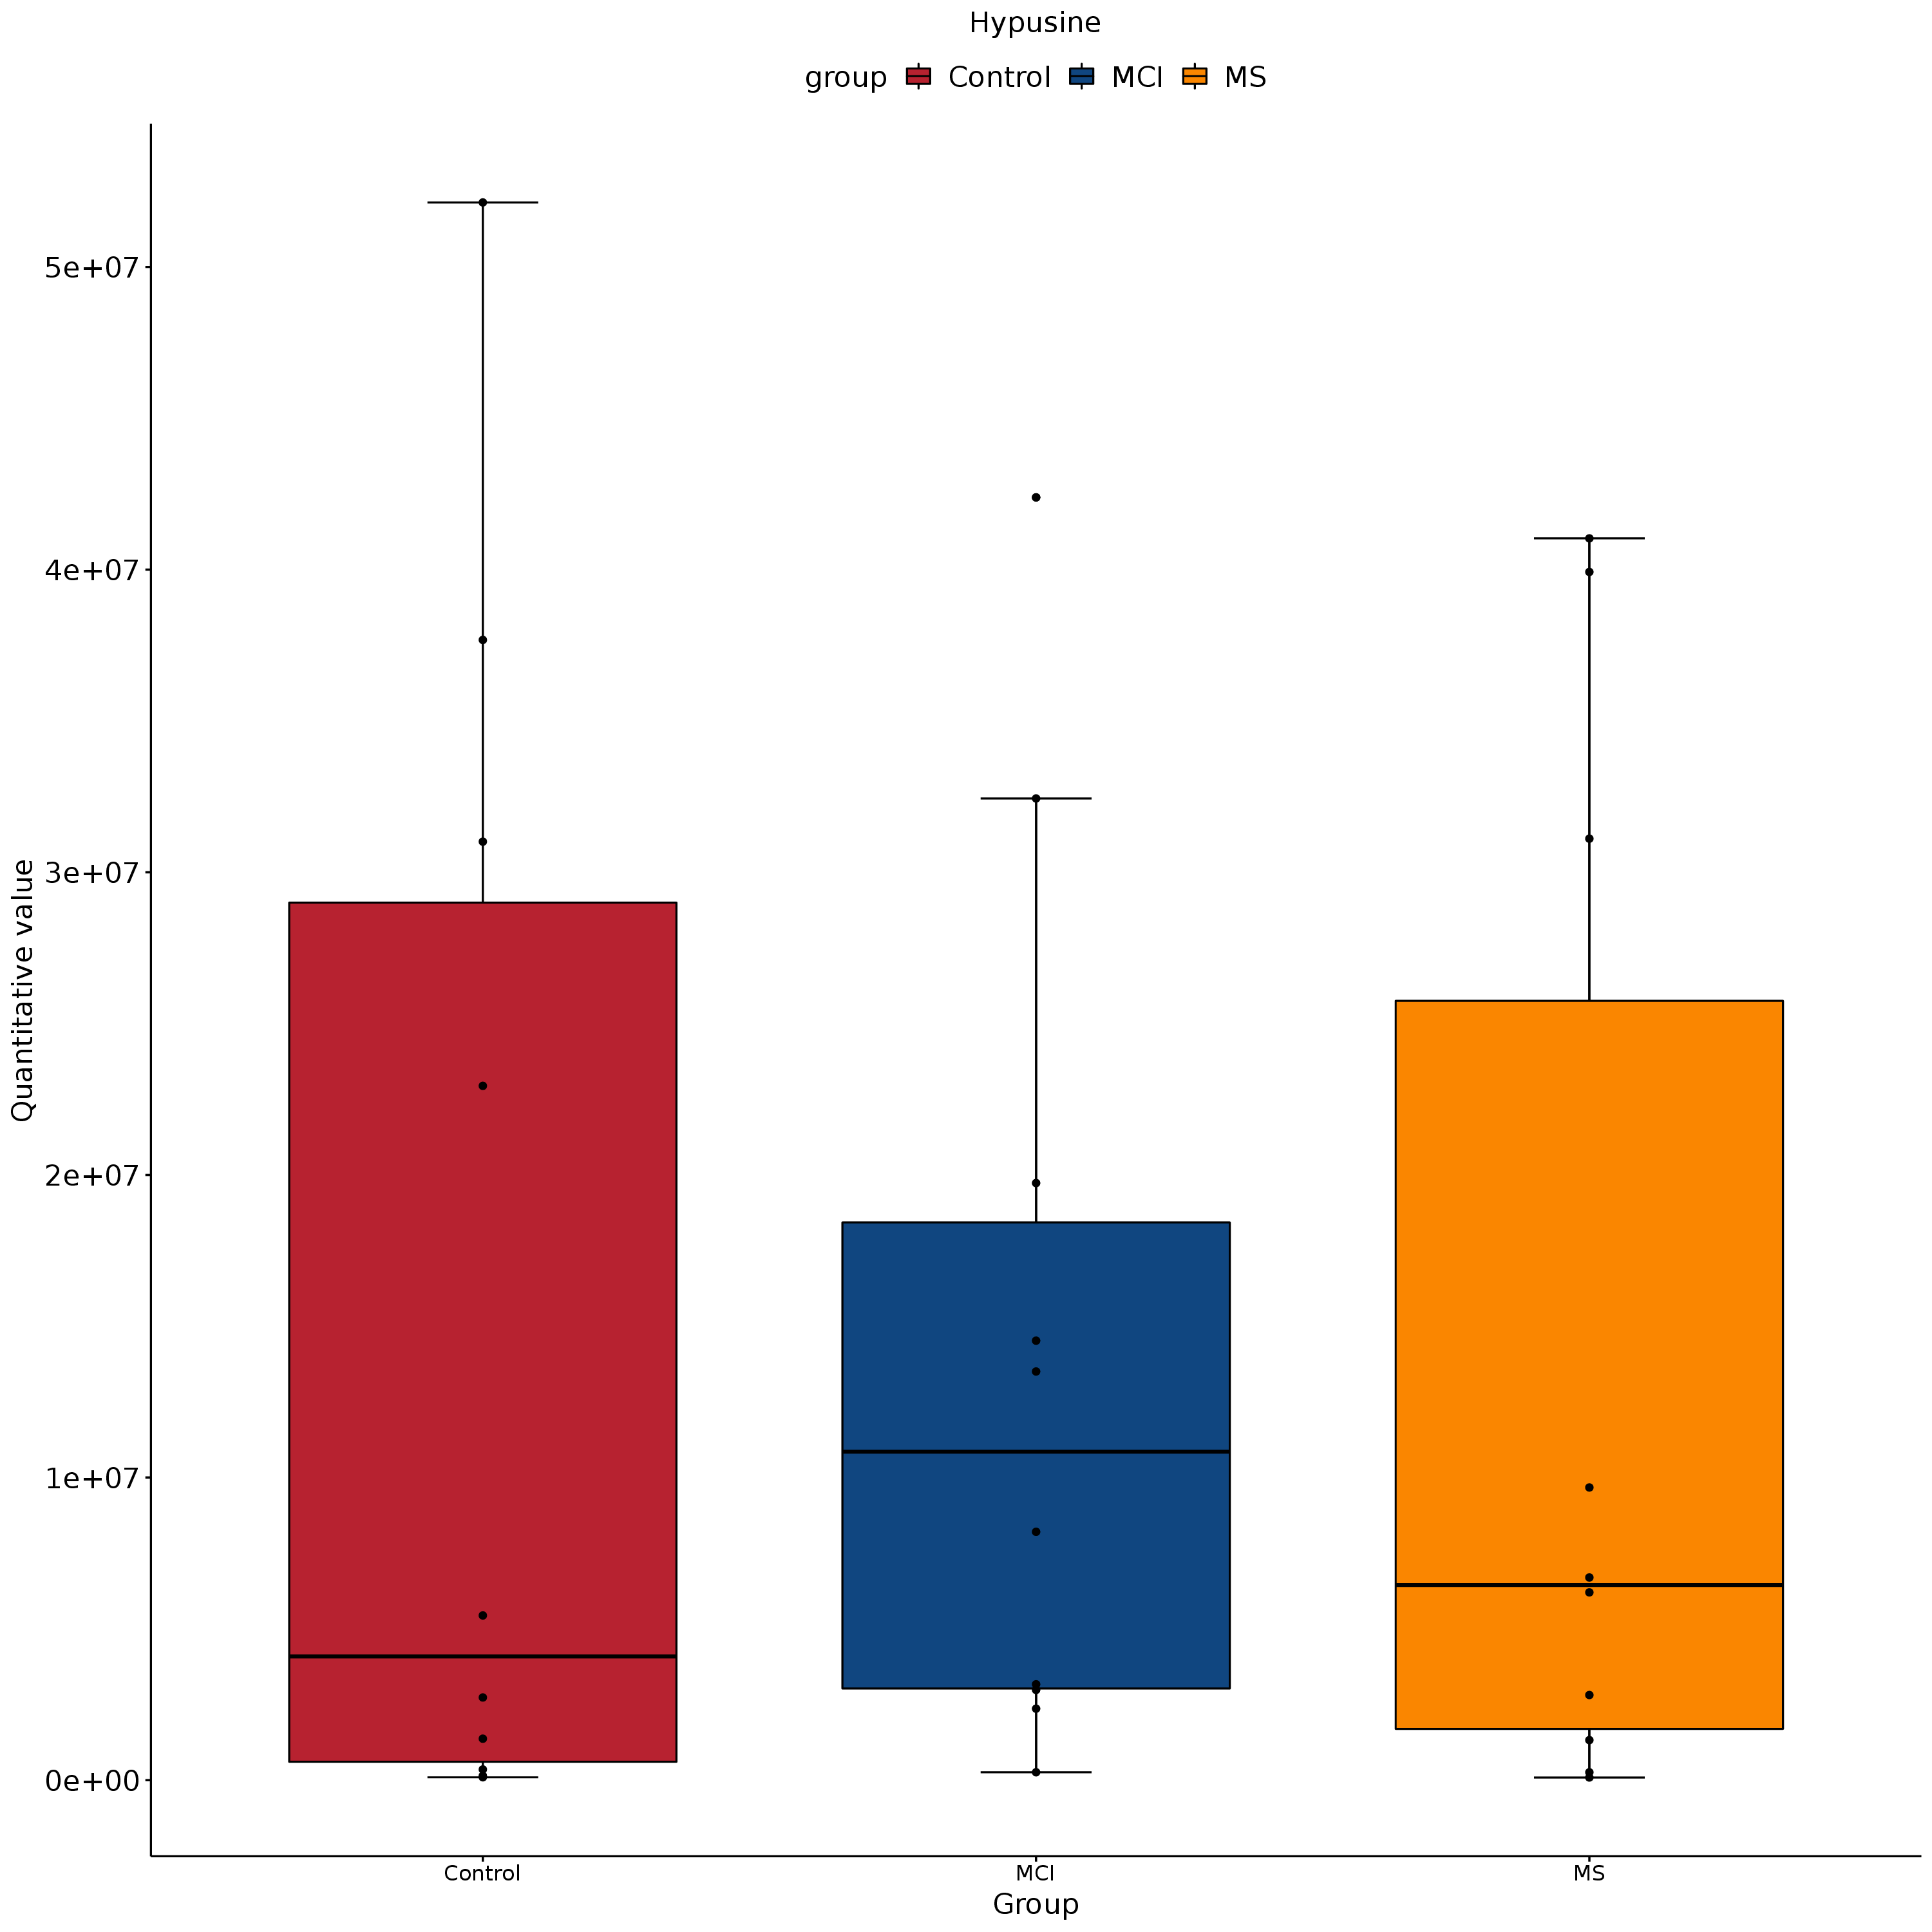 Hypusine
group Control MCI MS
Quantitative value
5e+07
4e+07
3e+07
2e+07
1e+07
0e+00
Control MCI MS
Group